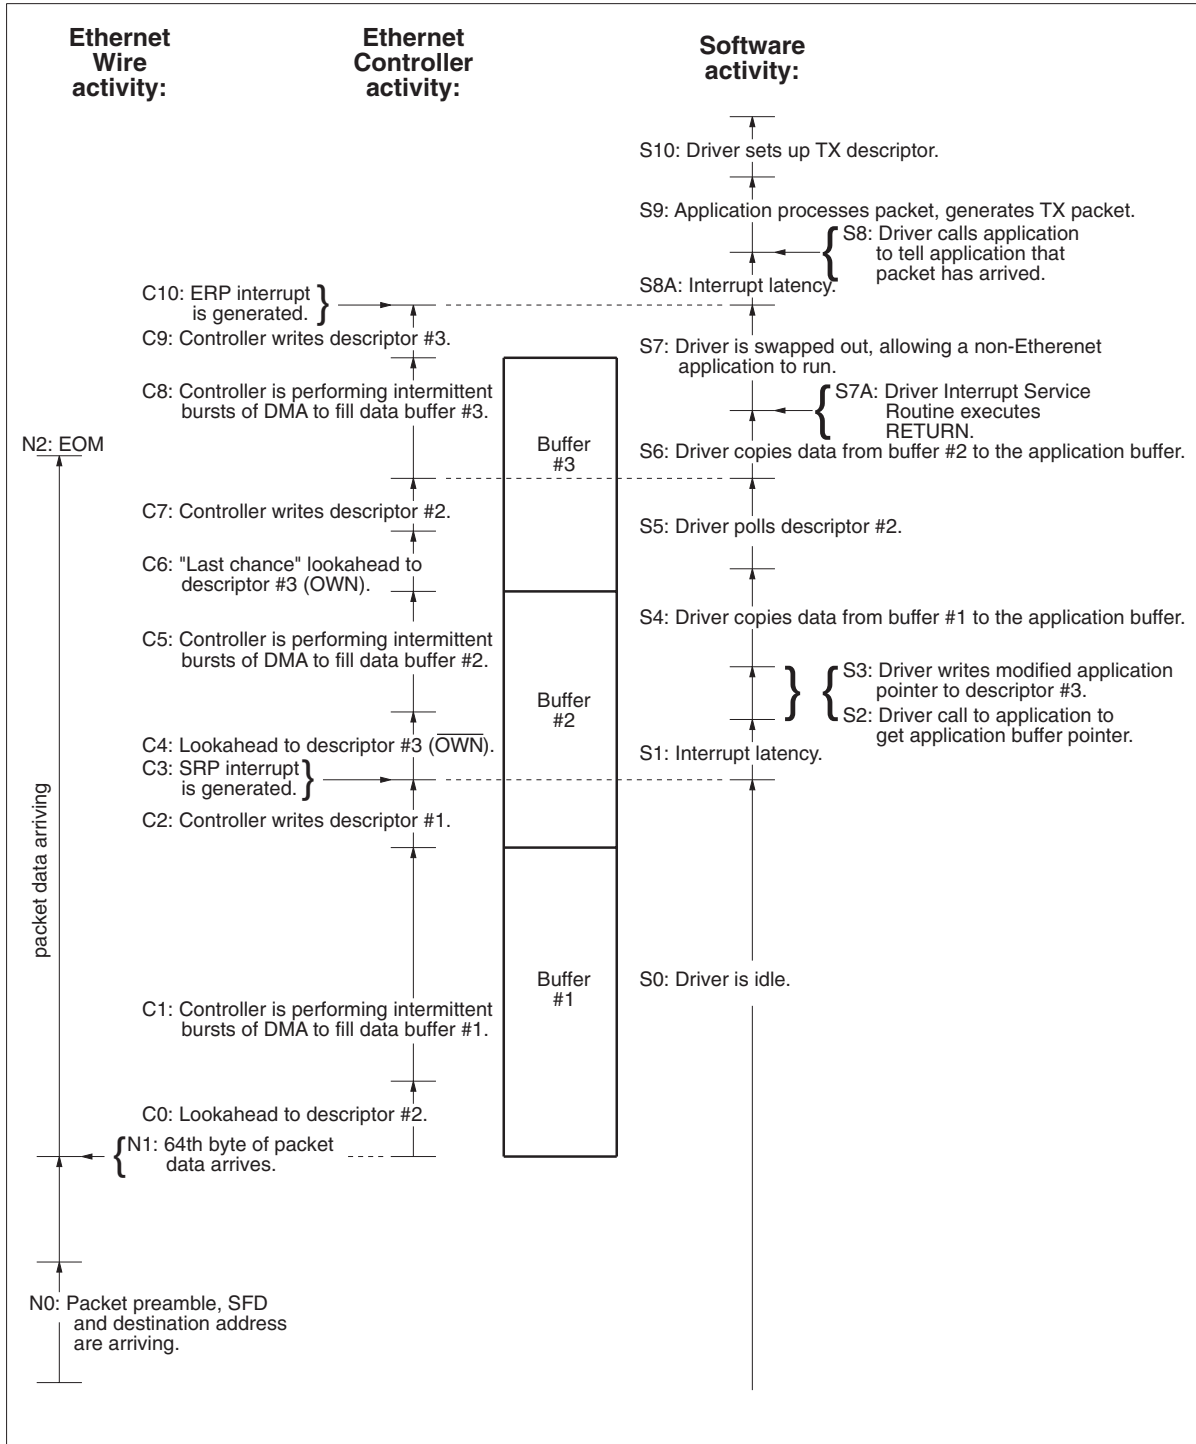 Ethernet
Wire
activity:
Ethernet
Controller
activity:
Software
activity:
S10: Driver sets up TX descriptor.
S9: Application processes packet, generates TX packet.
S8: Driver calls application
to tell application that
packet has arrived.
S8A: Interrupt latency.
C10: ERP interrupt
is generated.
C9: Controller writes descriptor #3.
S7: Driver is swapped out, allowing a non-Etherenet
application to run.
C8: Controller is performing intermittent
bursts of DMA to fill data buffer #3.
S7A: Driver Interrupt Service
Routine executes
RETURN.
N2: EOM
Buffer
#3
S6: Driver copies data from buffer #2 to the application buffer.
C7: Controller writes descriptor #2.
S5: Driver polls descriptor #2.
C6: "Last chance" lookahead to
descriptor #3 (OWN).
S4: Driver copies data from buffer #1 to the application buffer.
C5: Controller is performing intermittent
bursts of DMA to fill data buffer #2.
S3: Driver writes modified application
pointer to descriptor #3.
Buffer
#2
S2: Driver call to application to
get application buffer pointer.
C4: Lookahead to descriptor #3 (O̅W̅N̅).
S1: Interrupt latency.
C3: SRP interrupt
is generated.
C2: Controller writes descriptor #1.
packet data arriving
Buffer
#1
S0: Driver is idle.
C1: Controller is performing intermittent
bursts of DMA to fill data buffer #1.
C0: Lookahead to descriptor #2.
N1: 64th byte of packet
data arrives.
N0: Packet preamble, SFD
and destination address
are arriving.